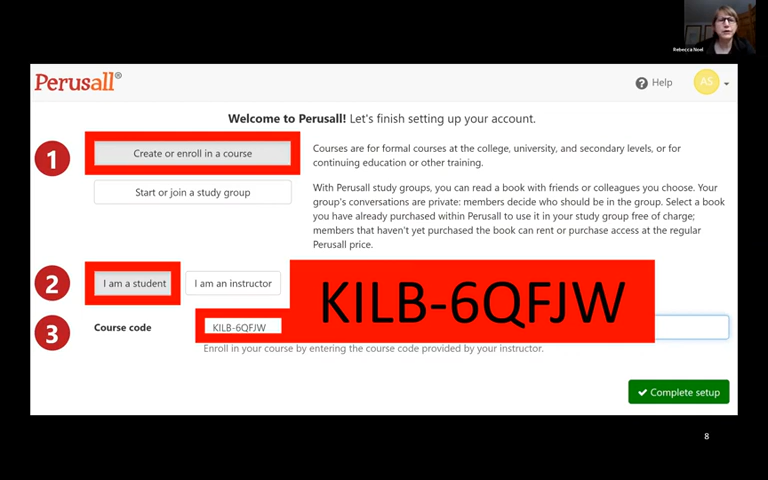 Rebecca Noel
Perusall®
Help
AS
Welcome to Perusall! Let's finish setting up your account.
1
Create or enroll in a course
Courses are for formal courses at the college, university, and secondary levels, or for
continuing education or other training.
Start or join a study group
With Perusall study groups, you can read a book with friends or colleagues you choose. Your
group's conversations are private: members decide who should be in the group. Select a book
you have already purchased within Perusall to use it in your study group free of charge;
members that haven't yet purchased the book can rent or purchase access at the regular
Perusall price.
2
I am a student
I am an instructor
KILB-6QFJW
3
Course code
KILB-6QFJW
Enroll in your course by entering the course code provided by your instructor.
Complete setup
8